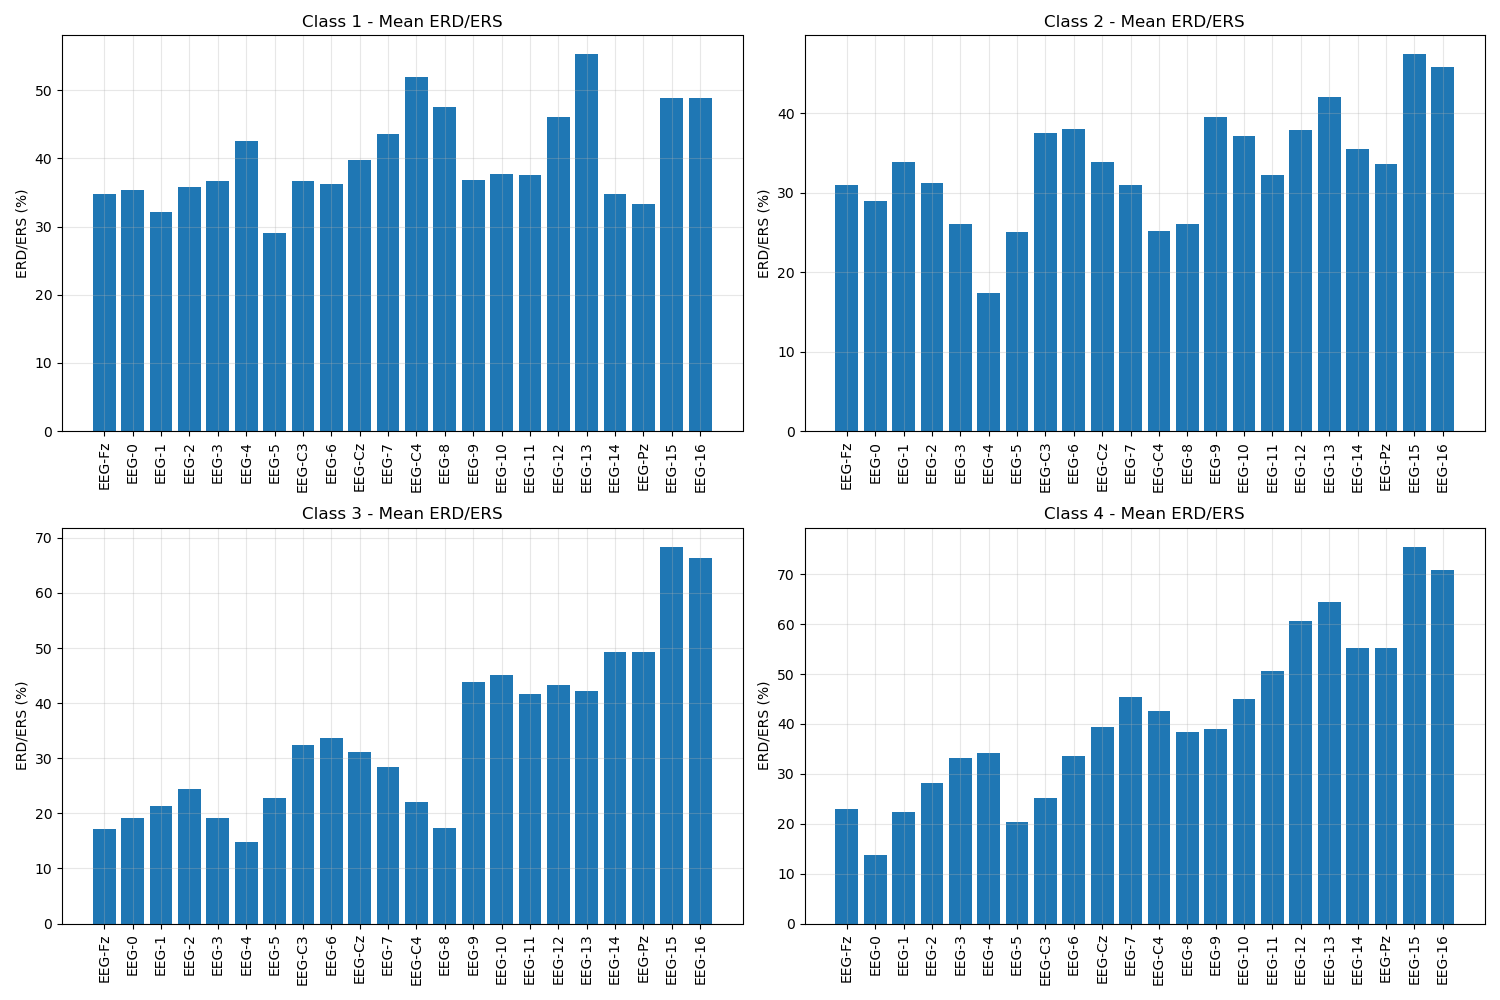 Class 1 - Mean ERD/ERS
ERD/ERS (%)
50
40
30
20
10
0
EEG-Fz
EEG-0
EEG-1
EEG-2
EEG-3
EEG-4
EEG-5
EEG-C3
EEG-6
EEG-Cz
EEG-7
EEG-C4
EEG-8
EEG-9
EEG-10
EEG-11
EEG-12
EEG-13
EEG-14
EEG-Pz
EEG-15
EEG-16
Class 2 - Mean ERD/ERS
ERD/ERS (%)
40
30
20
10
0
EEG-Fz
EEG-0
EEG-1
EEG-2
EEG-3
EEG-4
EEG-5
EEG-C3
EEG-6
EEG-Cz
EEG-7
EEG-C4
EEG-8
EEG-9
EEG-10
EEG-11
EEG-12
EEG-13
EEG-14
EEG-Pz
EEG-15
EEG-16
Class 3 - Mean ERD/ERS
ERD/ERS (%)
70
60
50
40
30
20
10
0
EEG-Fz
EEG-0
EEG-1
EEG-2
EEG-3
EEG-4
EEG-5
EEG-C3
EEG-6
EEG-Cz
EEG-7
EEG-C4
EEG-8
EEG-9
EEG-10
EEG-11
EEG-12
EEG-13
EEG-14
EEG-Pz
EEG-15
EEG-16
Class 4 - Mean ERD/ERS
ERD/ERS (%)
70
60
50
40
30
20
10
0
EEG-Fz
EEG-0
EEG-1
EEG-2
EEG-3
EEG-4
EEG-5
EEG-C3
EEG-6
EEG-Cz
EEG-7
EEG-C4
EEG-8
EEG-9
EEG-10
EEG-11
EEG-12
EEG-13
EEG-14
EEG-Pz
EEG-15
EEG-16